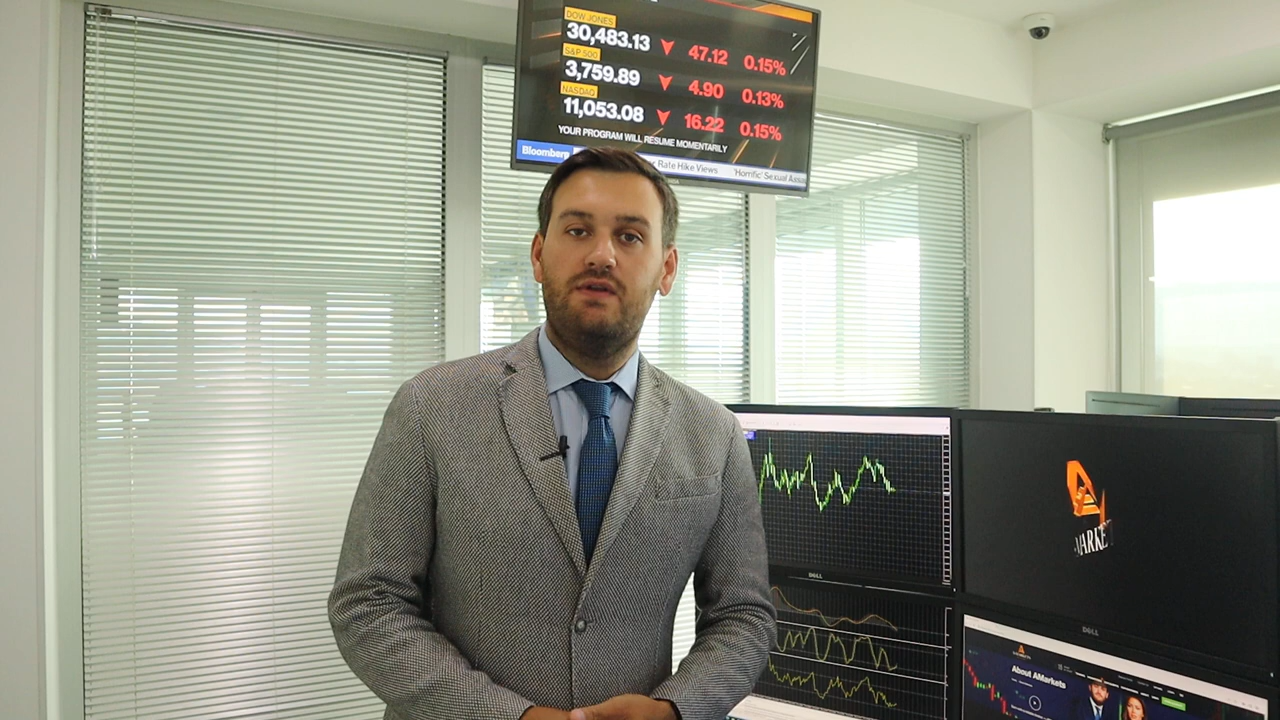 DOW JONES
30,483.13 47.12 0.15%
S&P 500
3,759.89 4.90 0.13%
NASDAQ
11,053.08 16.22 0.15%
YOUR PROGRAM WILL RESUME MOMENTARILY
Bloomberg Rate Hike Views 'Horrific' Sexual
DELL
DELL
About AMarkets